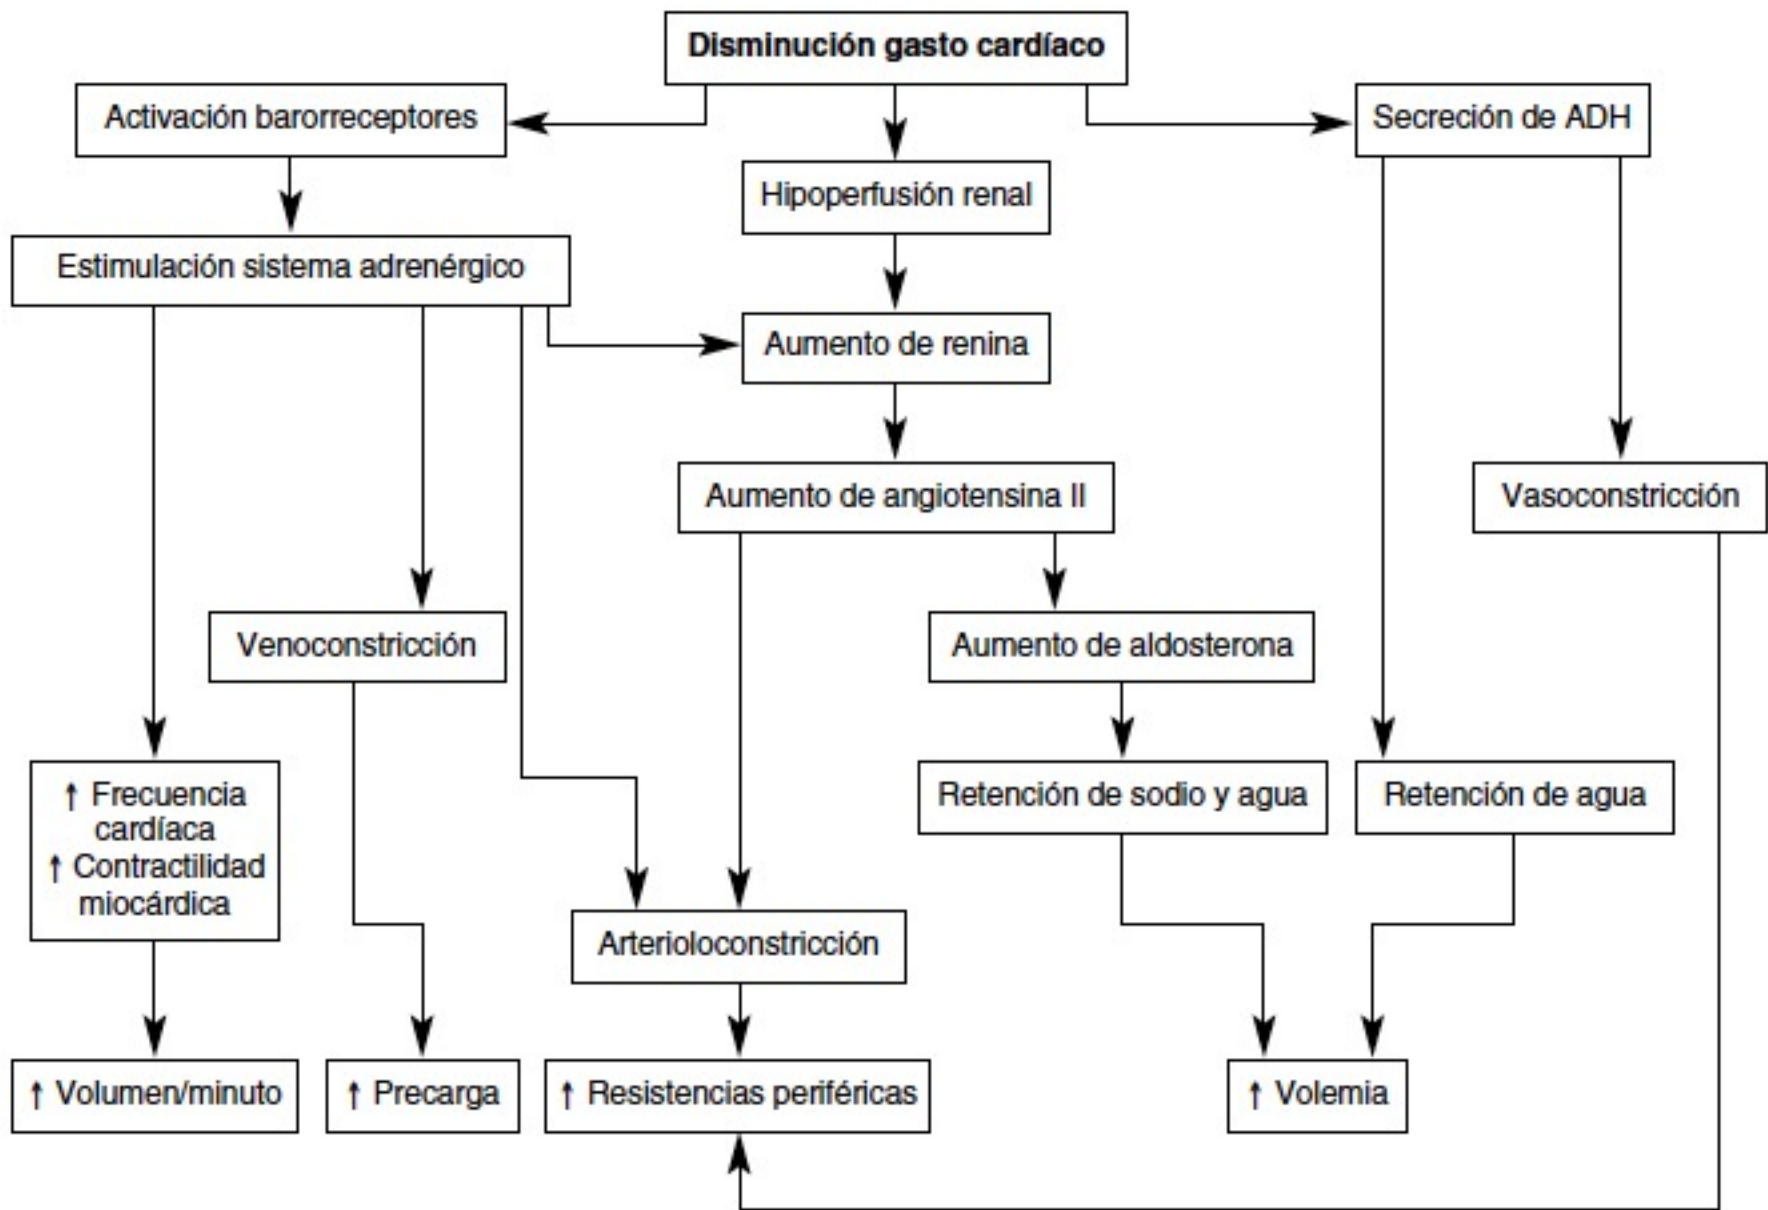 Disminución gasto cardíaco
Activación barorreceptores
Secreción de ADH
Hipoperfusión renal
Estimulación sistema adrenérgico
Aumento de renina
Aumento de angiotensina II
Vasoconstricción
Venoconstricción
Aumento de aldosterona
↑ Frecuencia
cardíaca
↑ Contractilidad
miocárdica
Retención de sodio y agua
Retención de agua
Arterioloconstricción
↑ Volumen/minuto
↑ Precarga
↑ Resistencias periféricas
↑ Volemia